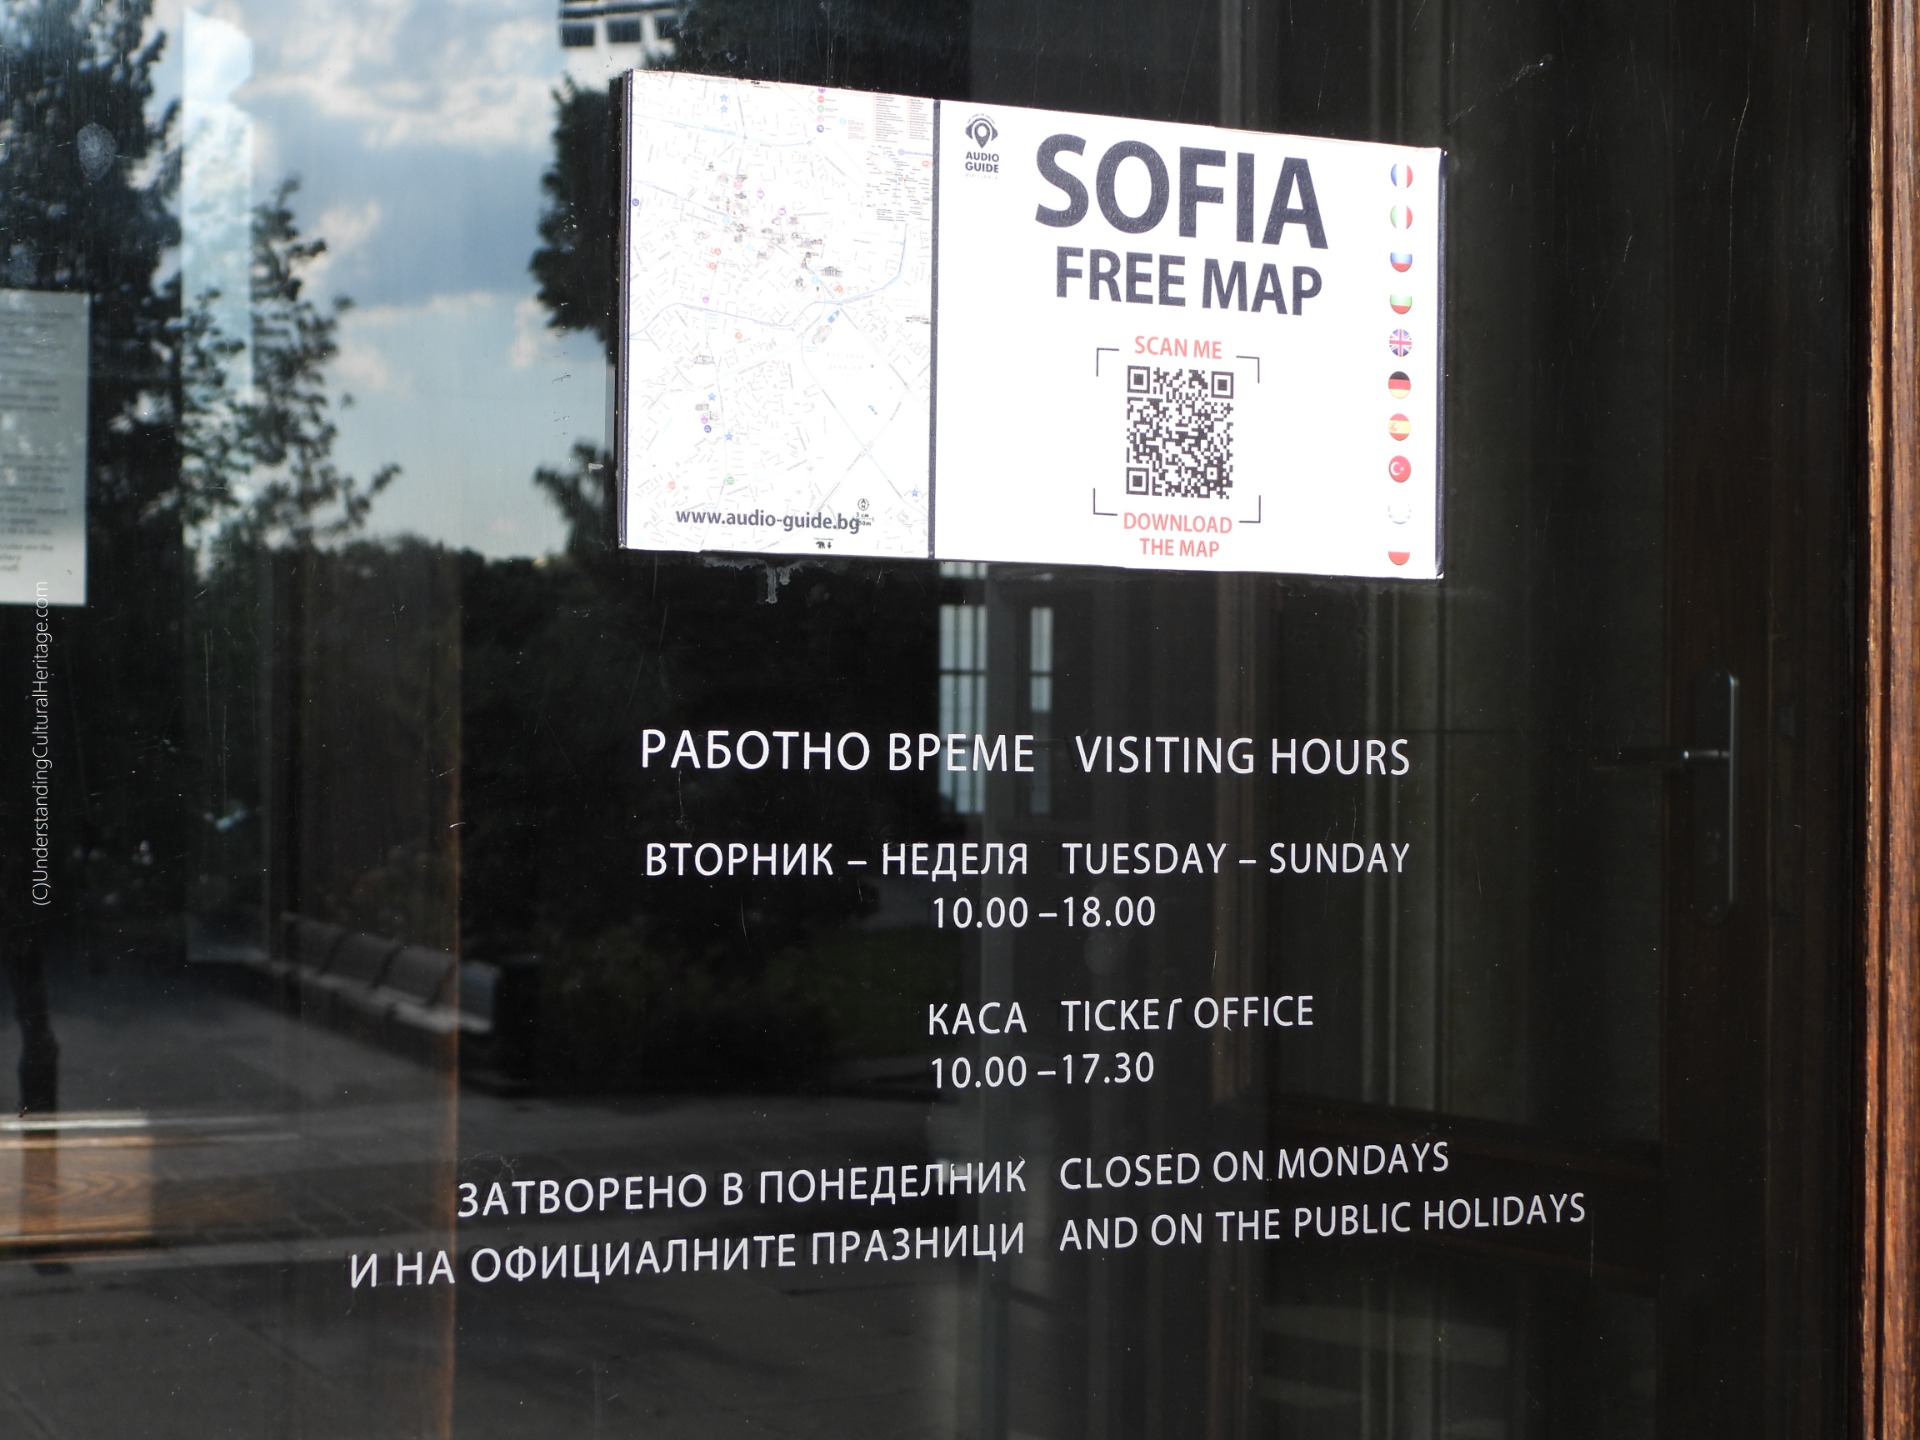 AUDIO
GUIDE
SOFIA
FREE MAP
SCAN ME
DOWNLOAD
THE MAP
www.audio-guide.bg
РАБОТНО ВРЕМЕ VISITING HOURS
ВТОРНИК – НЕДЕЛЯ TUESDAY – SUNDAY
10.00 –18.00
КАСА TICKET OFFICE
10.00 –17.30
ЗАТВОРЕНО В ПОНЕДЕЛНИК CLOSED ON MONDAYS
И НА ОФИЦИАЛНИТЕ ПРАЗНИЦИ AND ON THE PUBLIC HOLIDAYS
(C)UnderstandingCulturalHeritage.com